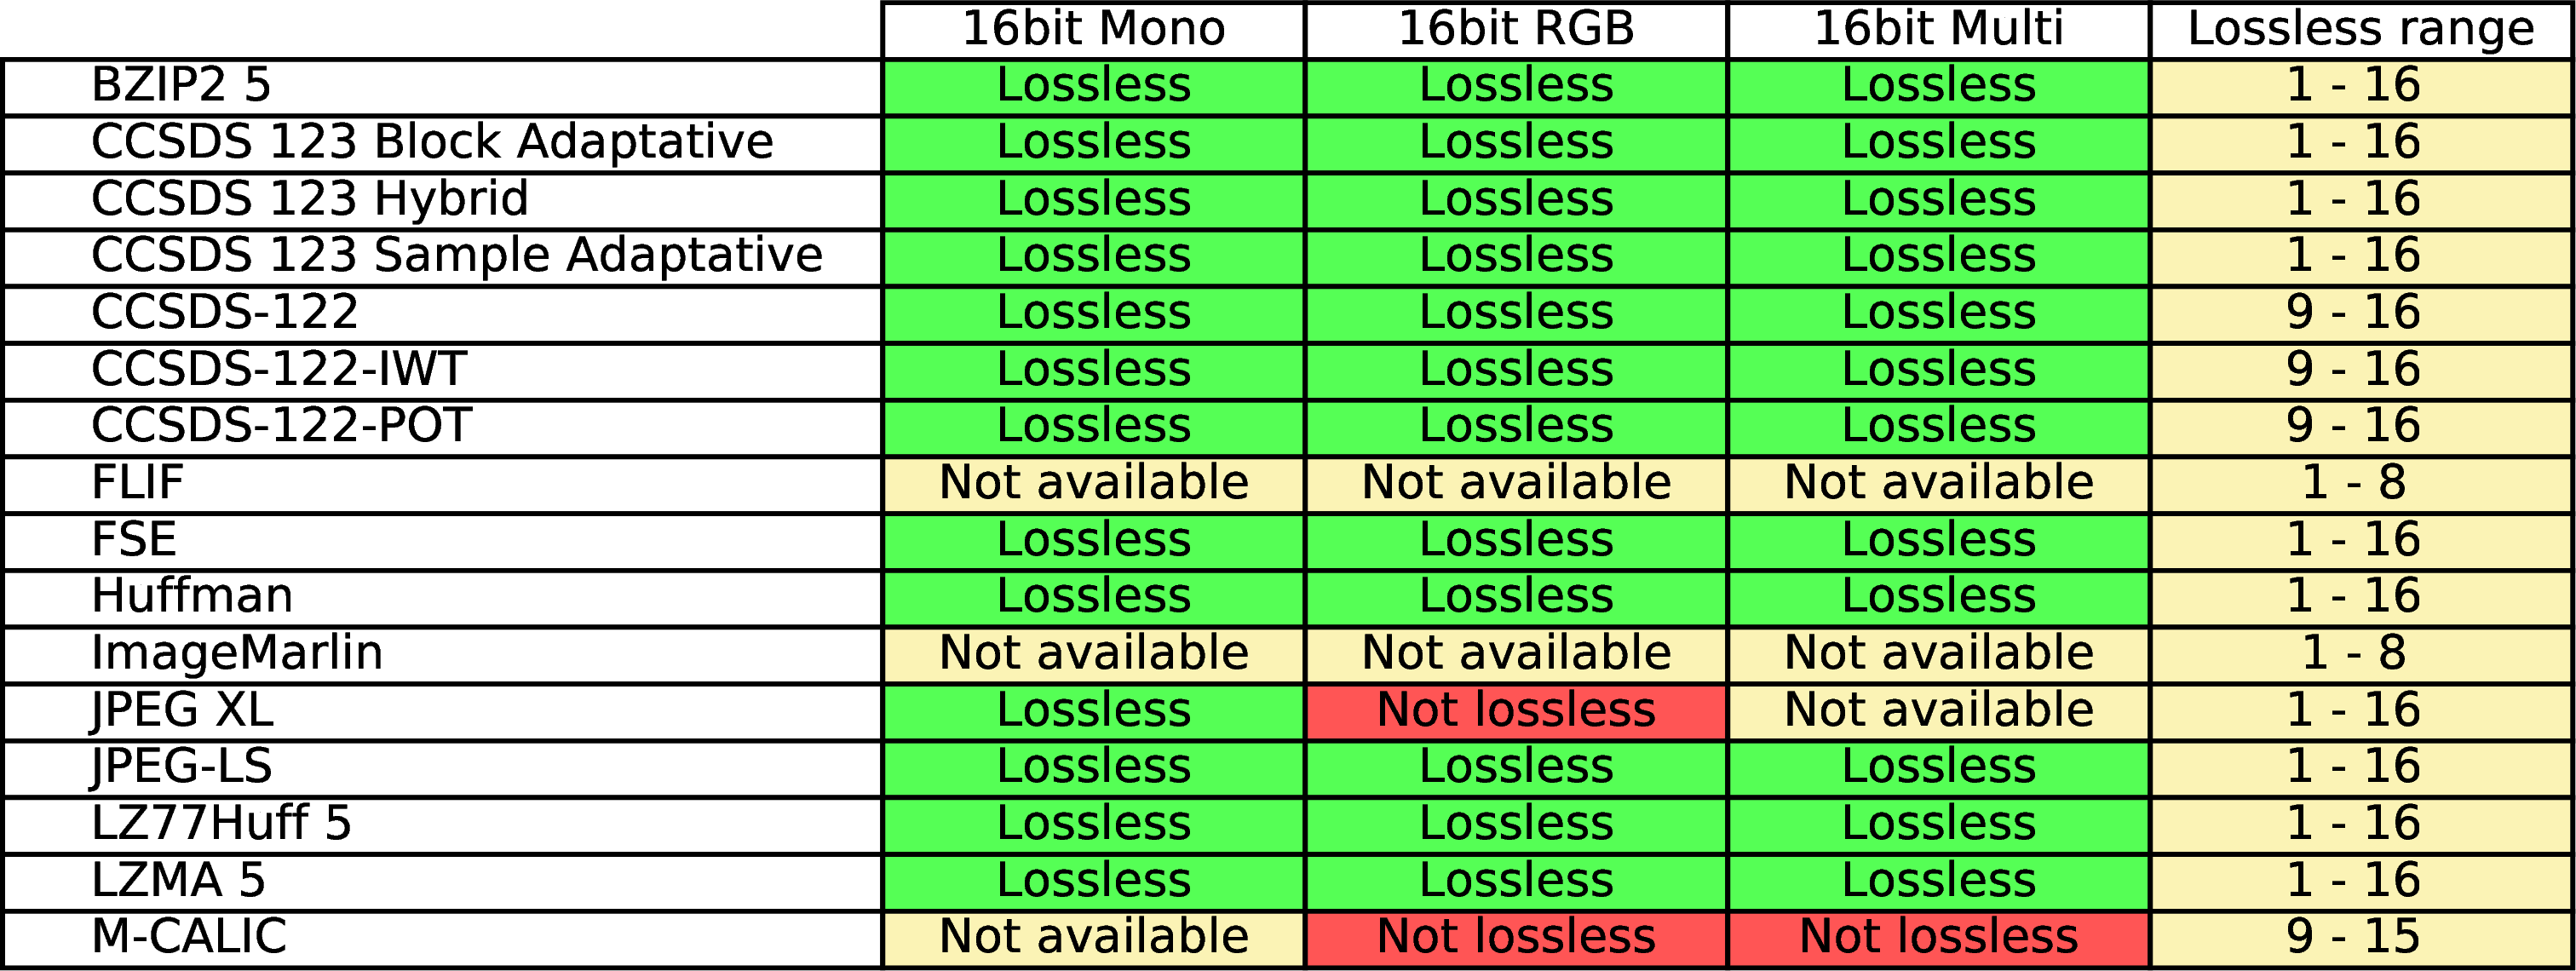 16bit Mono 16bit RGB 16bit Multi Lossless range
BZIP2 5 Lossless Lossless Lossless 1 - 16
CCSDS 123 Block Adaptative Lossless Lossless Lossless 1 - 16
CCSDS 123 Hybrid Lossless Lossless Lossless 1 - 16
CCSDS 123 Sample Adaptative Lossless Lossless Lossless 1 - 16
CCSDS-122 Lossless Lossless Lossless 9 - 16
CCSDS-122-IWT Lossless Lossless Lossless 9 - 16
CCSDS-122-POT Lossless Lossless Lossless 9 - 16
FLIF Not available Not available Not available 1 - 8
FSE Lossless Lossless Lossless 1 - 16
Huffman Lossless Lossless Lossless 1 - 16
ImageMarlin Not available Not available Not available 1 - 8
JPEG XL Lossless Not lossless Not available 1 - 16
JPEG-LS Lossless Lossless Lossless 1 - 16
LZ77Huff 5 Lossless Lossless Lossless 1 - 16
LZMA 5 Lossless Lossless Lossless 1 - 16
M-CALIC Not available Not lossless Not lossless 9 - 15